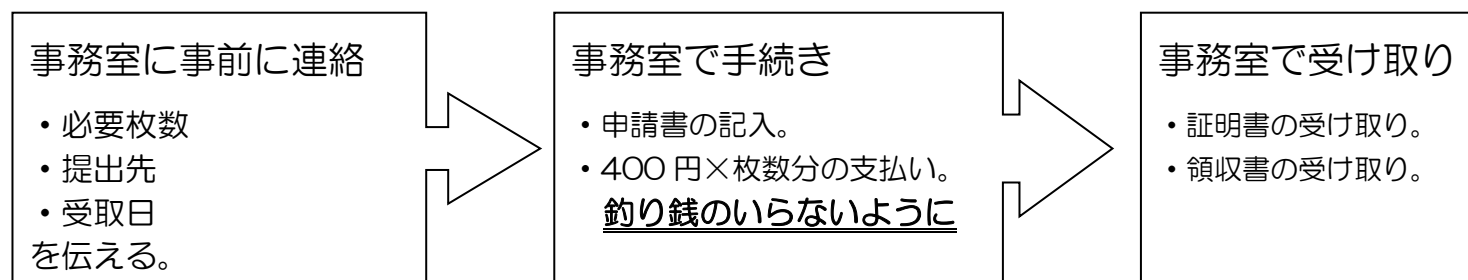 事務室に事前に連絡
・必要枚数
・提出先
・受取日
を伝える。
事務室で手続き
・申請書の記入。
・400円×枚数分の支払い。
釣り銭のいらないように
事務室で受け取り
・証明書の受け取り。
・領収書の受け取り。